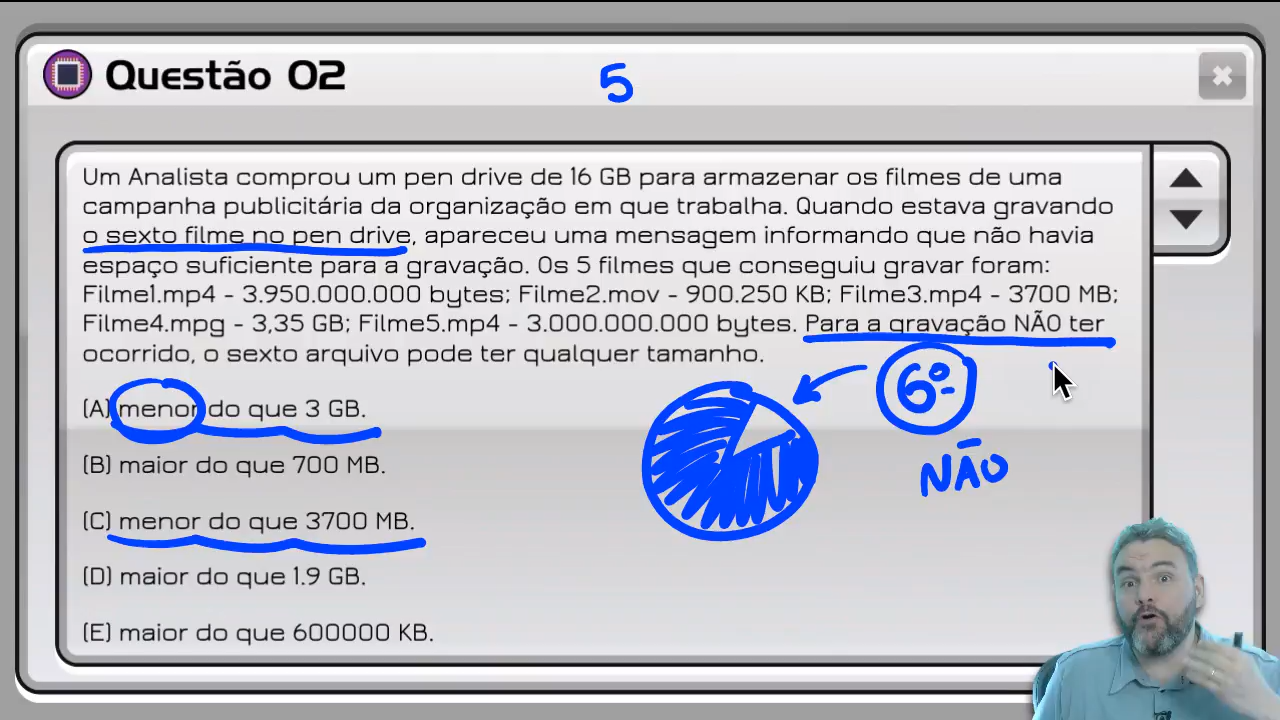 Questão 02
5
Um Analista comprou um pen drive de 16 GB para armazenar os filmes de uma
campanha publicitária da organização em que trabalha. Quando estava gravando
o sexto filme no pen drive, apareceu uma mensagem informando que não havia
espaço suficiente para a gravação. Os 5 filmes que conseguiu gravar foram:
Filme1.mp4 - 3.950.000.000 bytes; Filme2.mov - 900.250 KB; Filme3.mp4 - 3700 MB;
Filme4.mpg - 3,35 GB; Filme5.mp4 - 3.000.000.000 bytes. Para a gravação NÃO ter
ocorrido, o sexto arquivo pode ter qualquer tamanho.
6º
(A) menor do que 3 GB.
(B) maior do que 700 MB.
NÃO
(C) menor do que 3700 MB.
(D) maior do que 1.9 GB.
(E) maior do que 600000 KB.